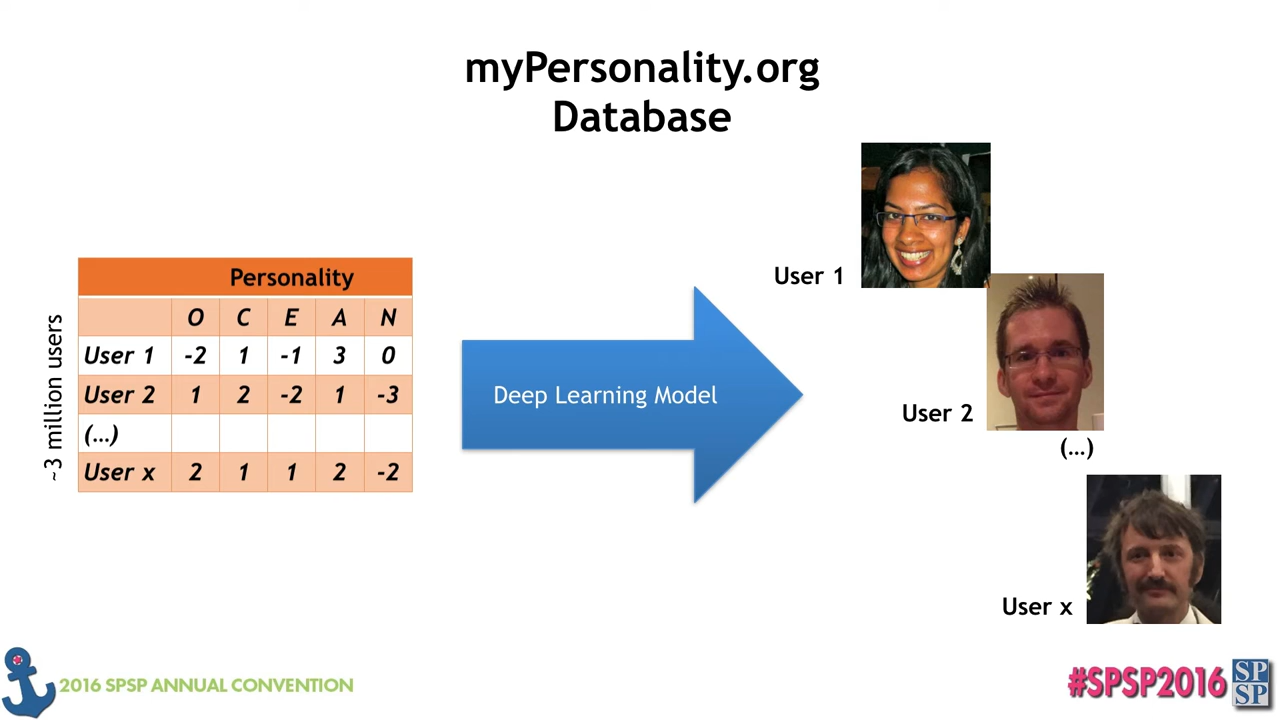 myPersonality.org
Database
~3 million users
Personality
O C E A N
User 1 -2 1 -1 3 0
User 2 1 2 -2 1 -3
(…)
User x 2 1 1 2 -2
Deep Learning Model
User 1
User 2
(…)
User x
2016 SPSP ANNUAL CONVENTION
#SPSP2016
SP
SP